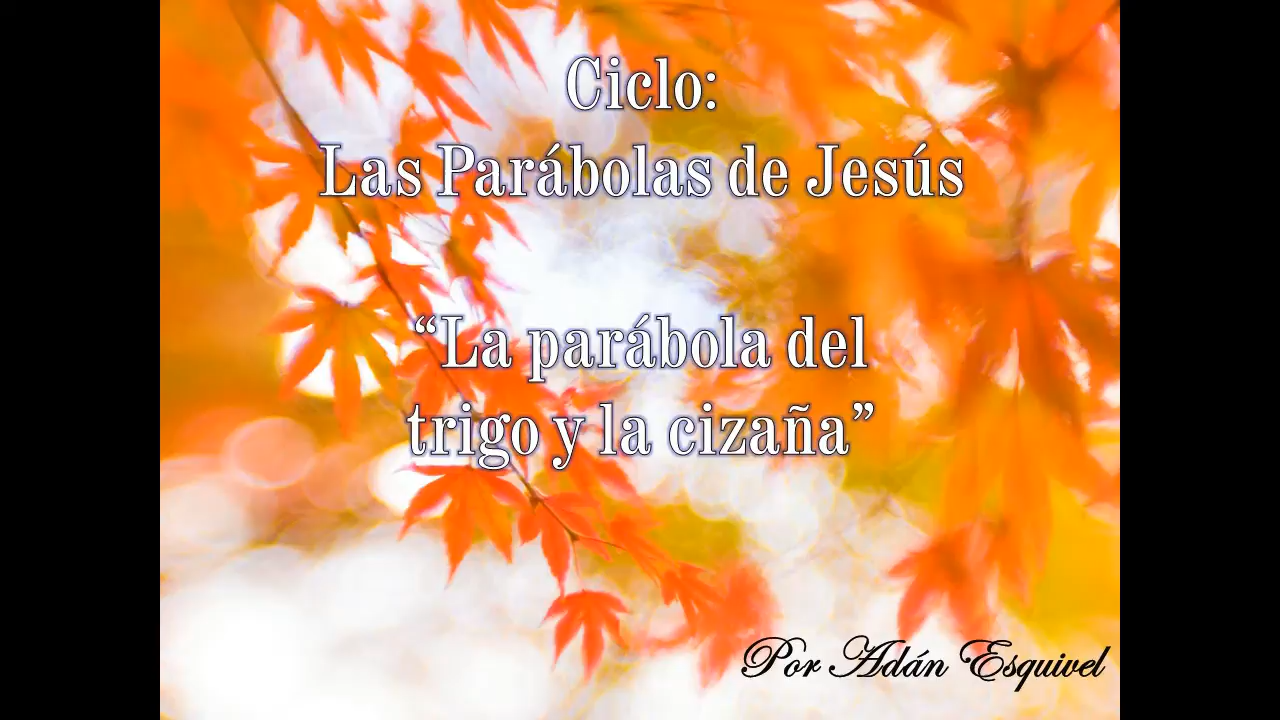 Ciclo:
Las Parábolas de Jesús
“La parábola del
trigo y la cizaña”
Por Adán Esquivel